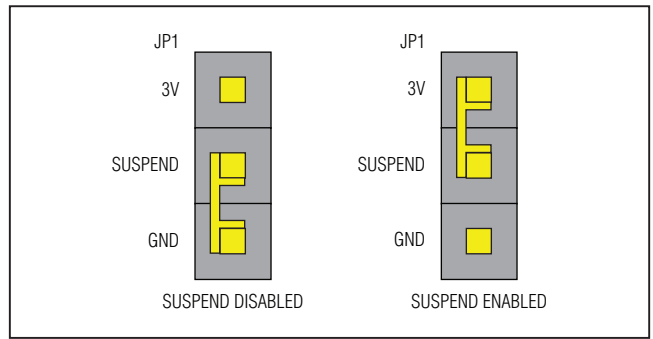 JP1
3V
SUSPEND
GND
SUSPEND DISABLED
JP1
3V
SUSPEND
GND
SUSPEND ENABLED